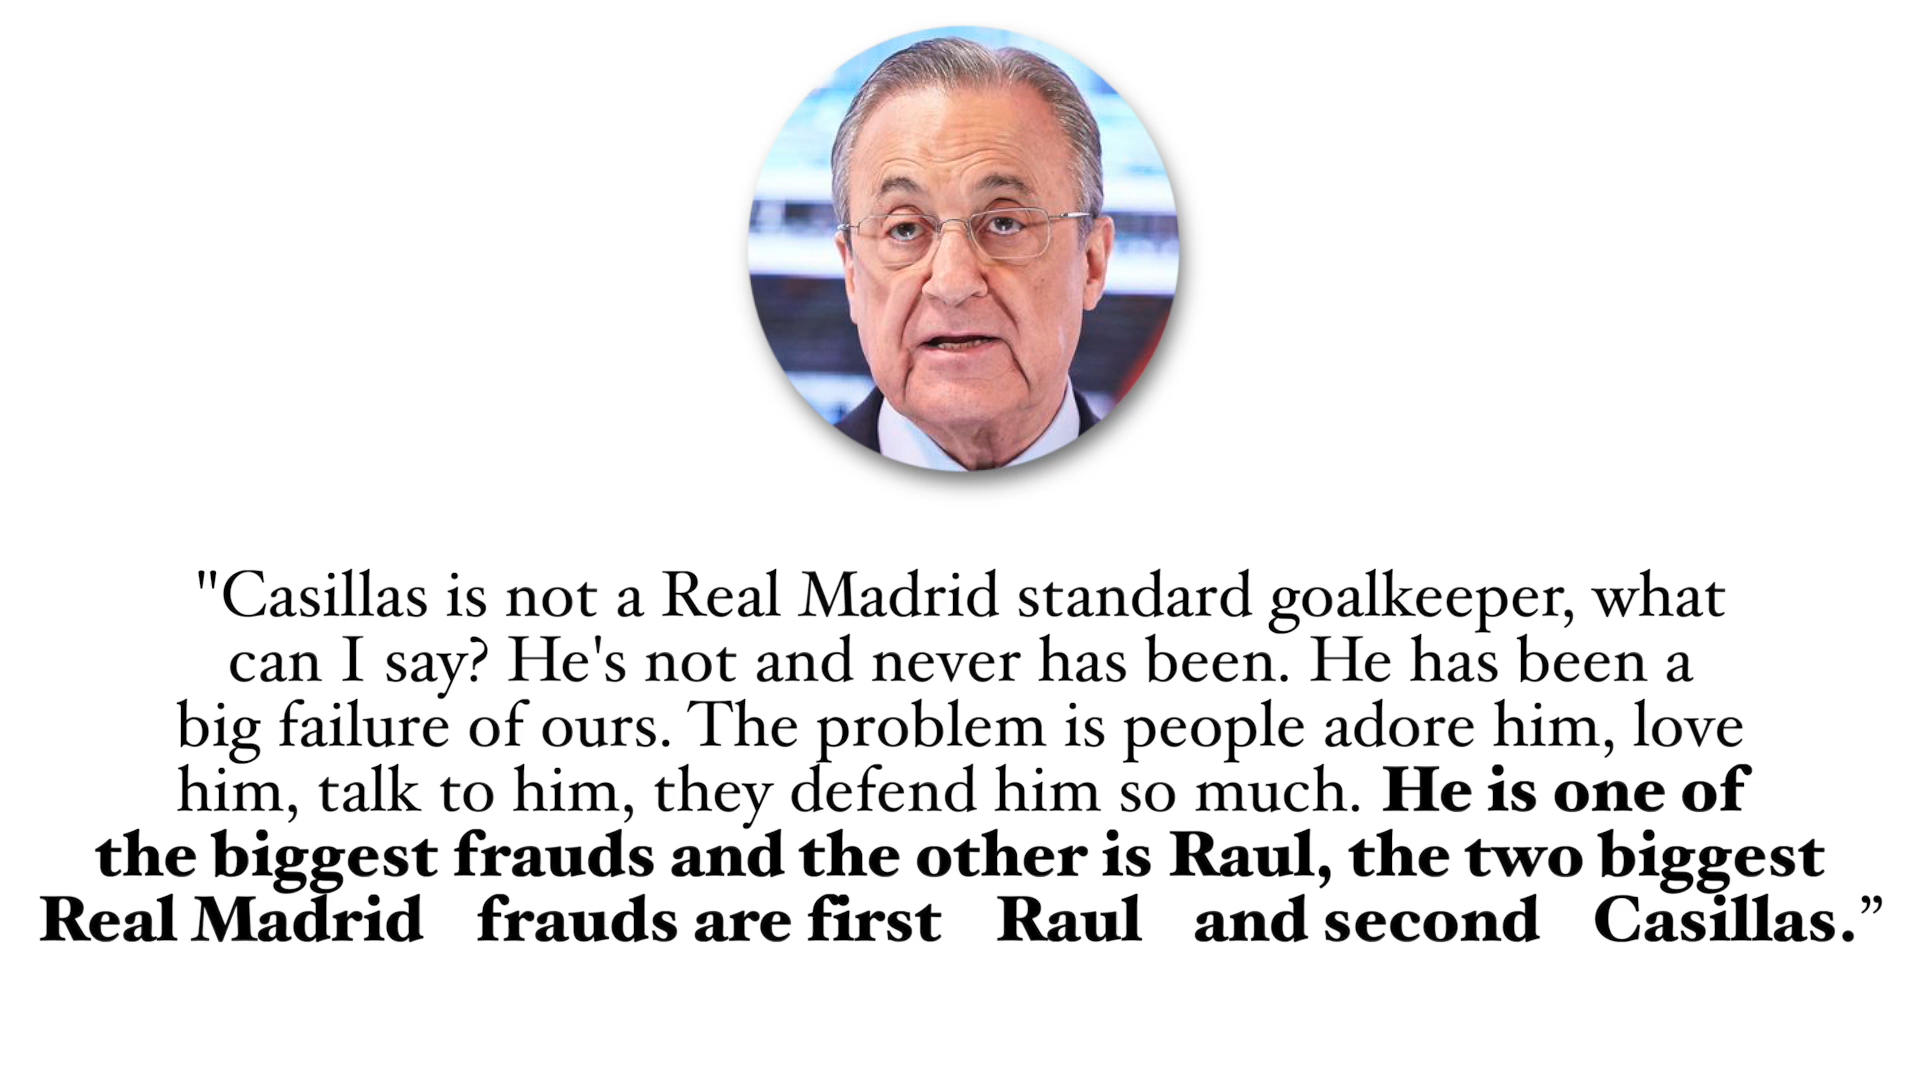 "Casillas is not a Real Madrid standard goalkeeper, what
can I say? He's not and never has been. He has been a
big failure of ours. The problem is people adore him, love
him, talk to him, they defend him so much. He is one of
the biggest frauds and the other is Raul, the two biggest
Real Madrid frauds are first Raul and second Casillas.”